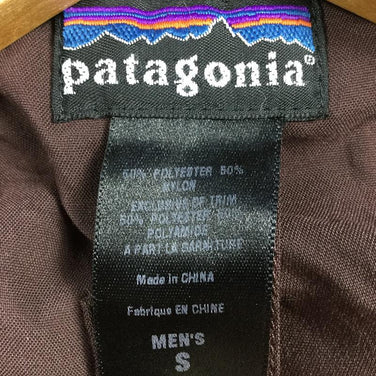 patagonia®
50% POLYESTER 50%
NYLON
EXCLUSIVE OF TRIM
50% POLYESTER 50%
POLYAMIDE
A PART LA GARNITURE
Made in CHINA
Fabrique EN CHINE
MEN'S
S